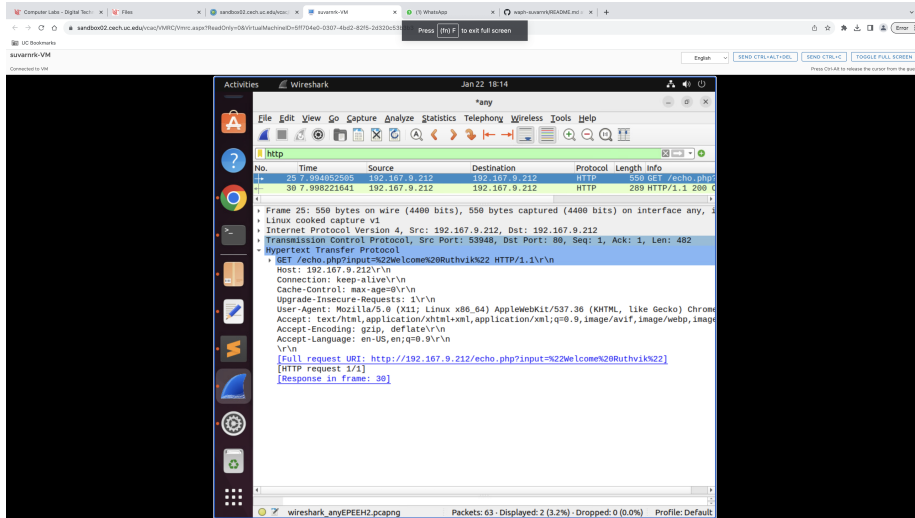 Computer Labs - Digital Tech
Files
sandbox02.cech.uc.edu/vcac/
suvarnrk-VM
(1) WhatsApp
waph-suvarnrk/README.md
sandbox02.cech.uc.edu/vcac/VMRC/Vmrc.aspx?ReadOnly=0&VirtualMachineID=5ff704e0-0307-4bd2-82f5-2d320c53
Error
Press (fn) F to exit full screen
UC Bookmarks
suvarnrk-VM
English
SEND CTRL+ALT+DEL
SEND CTRL+C
TOGGLE FULL SCREEN
Connected to VM
Press Ctrl-Alt to release the cursor from the gue
Activities
Wireshark
Jan 22 18:14
*any
File Edit View Go Capture Analyze Statistics Telephony Wireless Tools Help
http
No. Time Source Destination Protocol Length Info
25 7.994052505 192.167.9.212 192.167.9.212 HTTP 550 GET /echo.php?
30 7.998221641 192.167.9.212 192.167.9.212 HTTP 289 HTTP/1.1 200 O
Frame 25: 550 bytes on wire (4400 bits), 550 bytes captured (4400 bits) on interface any, i
Linux cooked capture v1
Internet Protocol Version 4, Src: 192.167.9.212, Dst: 192.167.9.212
Transmission Control Protocol, Src Port: 53948, Dst Port: 80, Seq: 1, Ack: 1, Len: 482
Hypertext Transfer Protocol
GET /echo.php?input=%22Welcome%20Ruthvik%22 HTTP/1.1\r\n
Host: 192.167.9.212\r\n
Connection: keep-alive\r\n
Cache-Control: max-age=0\r\n
Upgrade-Insecure-Requests: 1\r\n
User-Agent: Mozilla/5.0 (X11; Linux x86_64) AppleWebKit/537.36 (KHTML, like Gecko) Chrome
Accept: text/html,application/xhtml+xml,application/xml;q=0.9,image/avif,image/webp,image
Accept-Encoding: gzip, deflate\r\n
Accept-Language: en-US,en;q=0.9\r\n
\r\n
[Full request URI: http://192.167.9.212/echo.php?input=%22Welcome%20Ruthvik%22]
[HTTP request 1/1]
[Response in frame: 30]
wireshark_anyEPEEH2.pcapng
Packets: 63 · Displayed: 2 (3.2%) · Dropped: 0 (0.0%)
Profile: Default